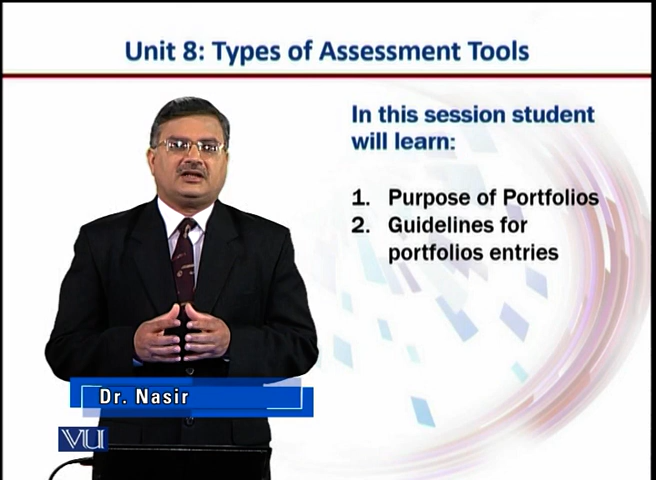 Unit 8: Types of Assessment Tools
In this session student
will learn:
1. Purpose of Portfolios
2. Guidelines for
portfolios entries
Dr. Nasir
VU